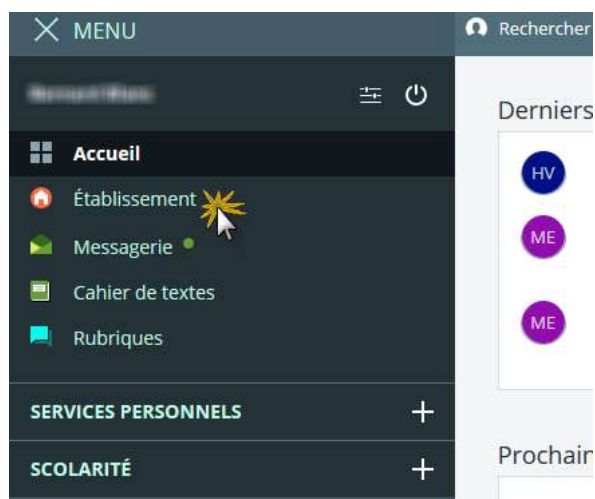 MENU
Rechercher
Derniers
Accueil
HV
Établissement
ME
Messagerie
Cahier de textes
ME
Rubriques
SERVICES PERSONNELS
Prochain
SCOLARITÉ